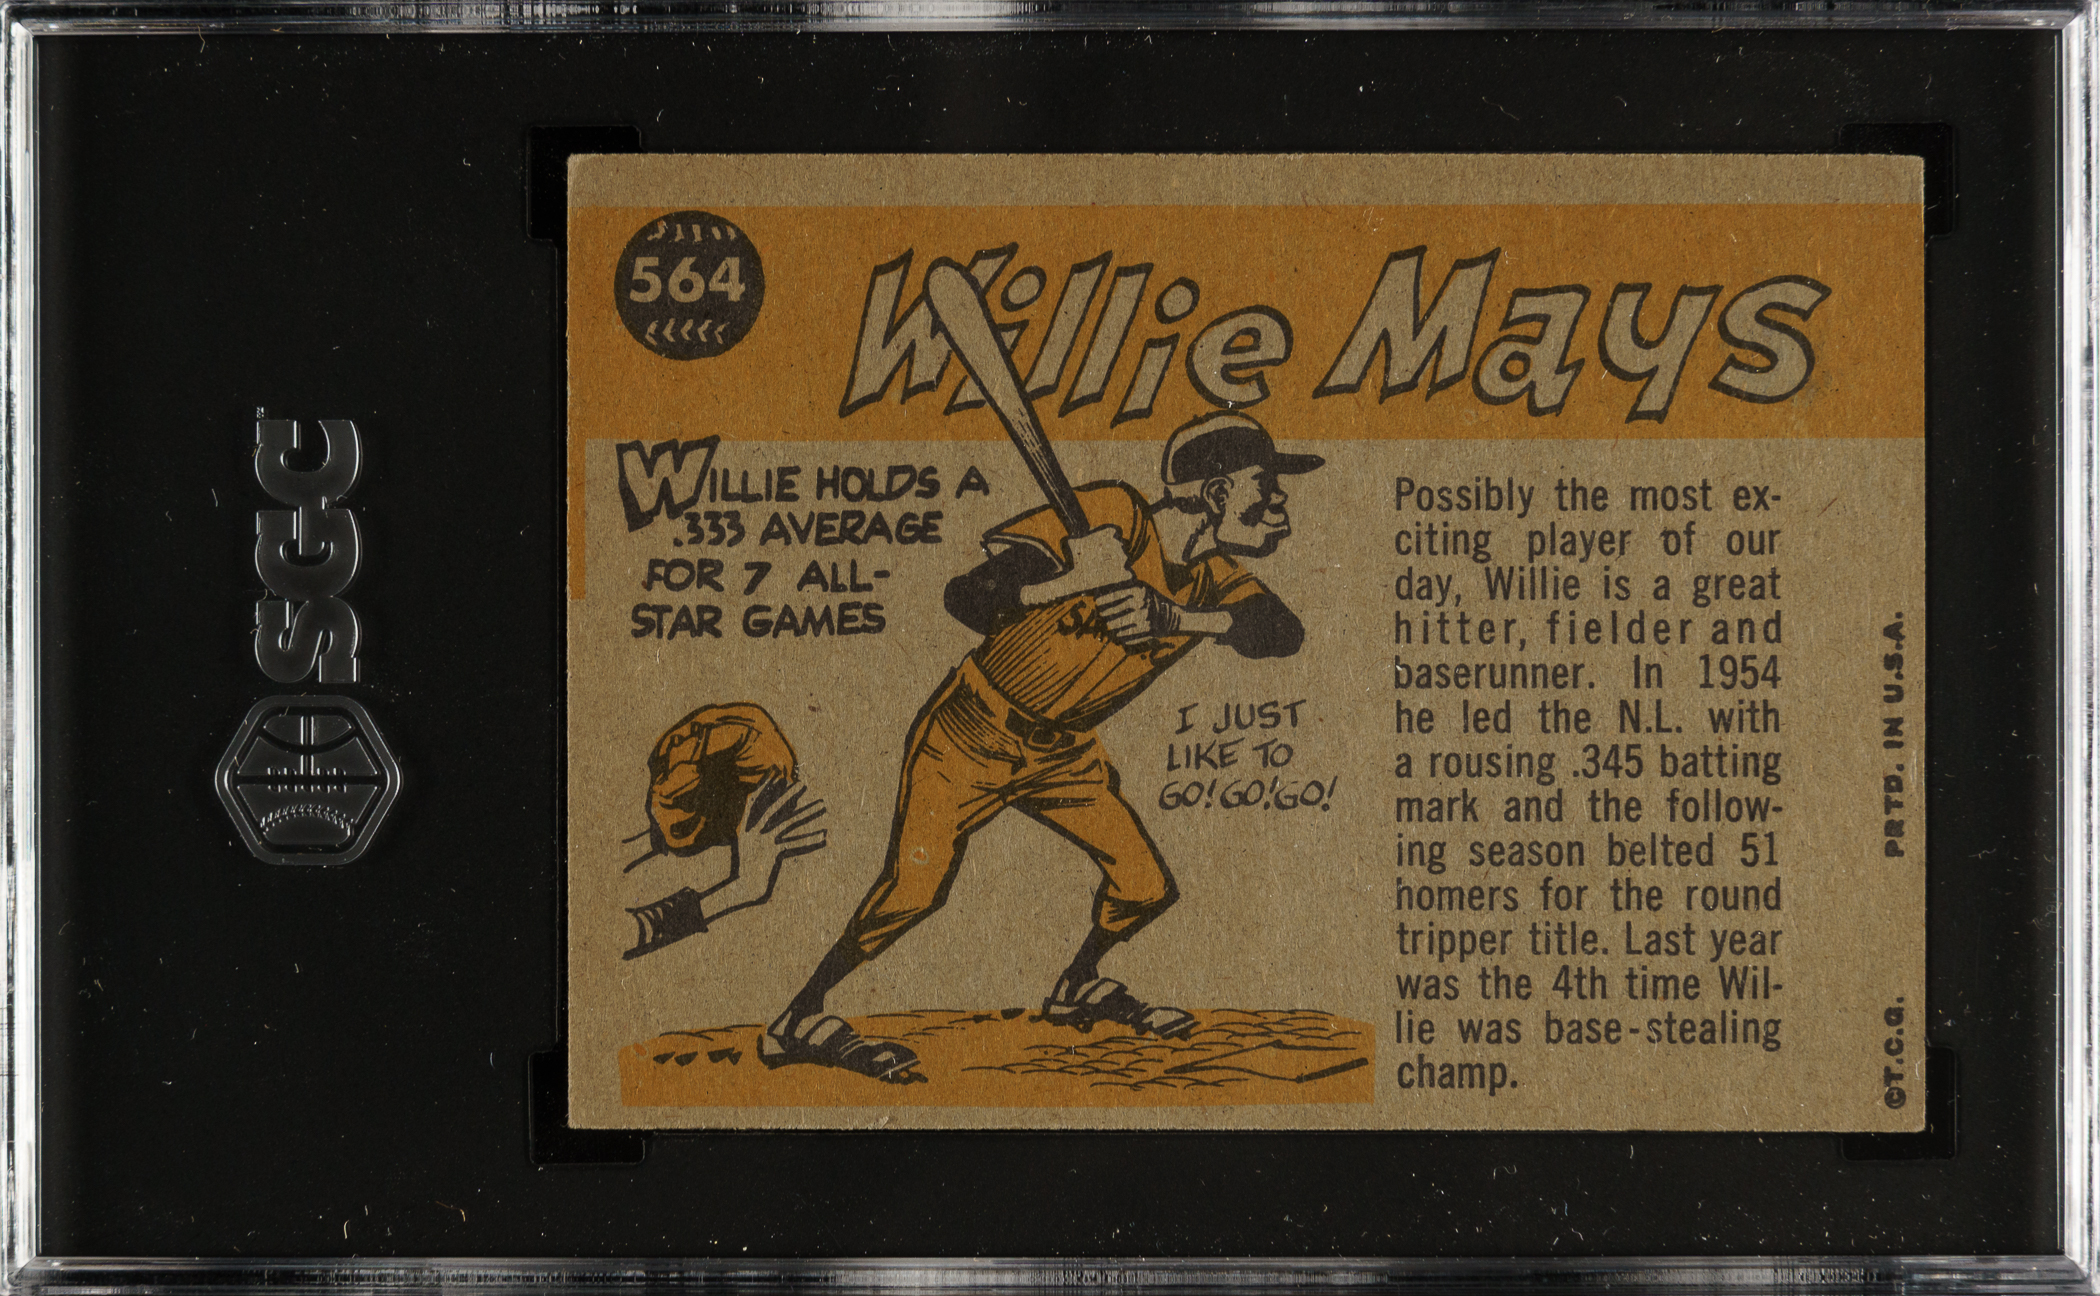 SGC
564
Willie Mays
WILLIE HOLDS A
.333 AVERAGE
FOR 7 ALL-
STAR GAMES
I JUST
LIKE TO
GO! GO! GO!
Possibly the most ex-
citing player of our
day, Willie is a great
hitter, fielder and
baserunner. In 1954
he led the N.L. with
a rousing .345 batting
mark and the follow-
ing season belted 51
homers for the round
tripper title. Last year
was the 4th time Wil-
lie was base-stealing
champ.
©T.C.G. PRTD. IN U.S.A.